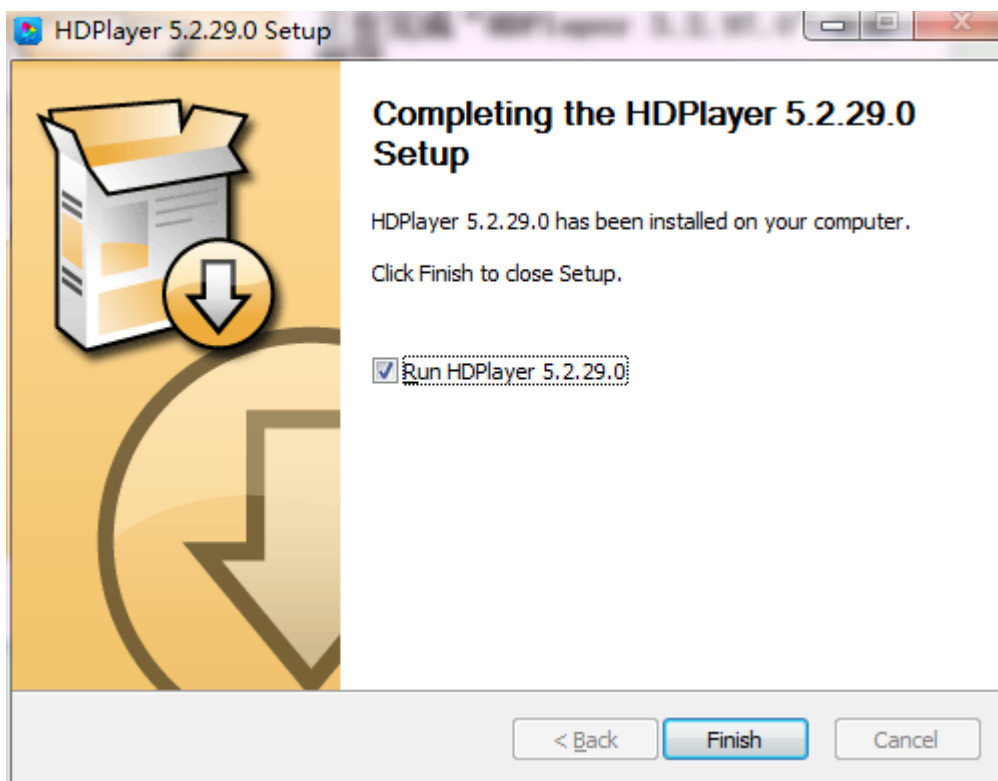 HDPlayer 5.2.29.0 Setup
Completing the HDPlayer 5.2.29.0
Setup
HDPlayer 5.2.29.0 has been installed on your computer.
Click Finish to close Setup.
Run HDPlayer 5.2.29.0
< Back
Finish
Cancel